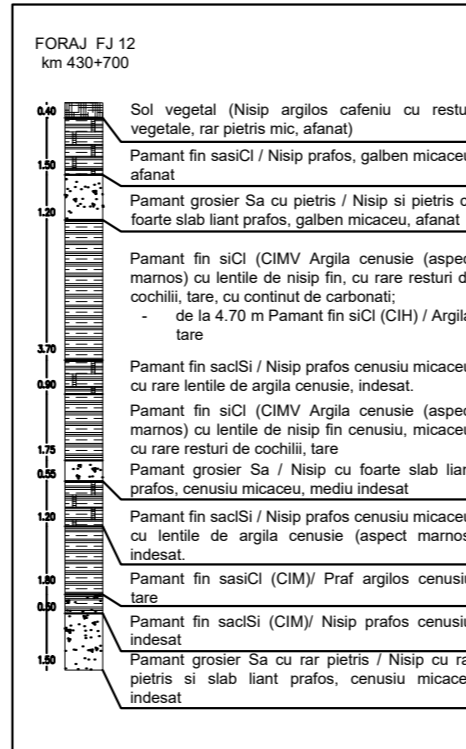 FORAJ FJ 12
km 430+700
0.40
Sol vegetal (Nisip argilos cafeniu cu restu
vegetale, rar pietris mic, afanat)
1.50
Pamant fin sasiCl / Nisip prafos, galben micaceu
afanat
1.20
Pamant grosier Sa cu pietris / Nisip si pietris c
foarte slab liant prafos, galben micaceu, afanat
Pamant fin siCl (CIMV Argila cenusie (aspec
marnos) cu lentile de nisip fin, cu rare resturi d
cochilii, tare, cu continut de carbonati;
- de la 4.70 m Pamant fin siCl (CIH) / Argila
tare
3.70
Pamant fin saclSi / Nisip prafos cenusiu micaceu
0.90
cu rare lentile de argila cenusie, indesat.
Pamant fin siCl (CIMV Argila cenusie (aspec
marnos) cu lentile de nisip fin cenusiu, micaceu
1.75
cu rare resturi de cochilii, tare
0.55
Pamant grosier Sa / Nisip cu foarte slab lian
prafos, cenusiu micaceu, mediu indesat
1.20
Pamant fin saclSi / Nisip prafos cenusiu micaceu
cu lentile de argila cenusie (aspect marnos
indesat.
1.80
Pamant fin sasiCl (CIM)/ Praf argilos cenusiu
tare
0.50
Pamant fin saclSi (CIM)/ Nisip prafos cenusiu
indesat
1.50
Pamant grosier Sa cu rar pietris / Nisip cu ra
pietris si slab liant prafos, cenusiu micace
indesat